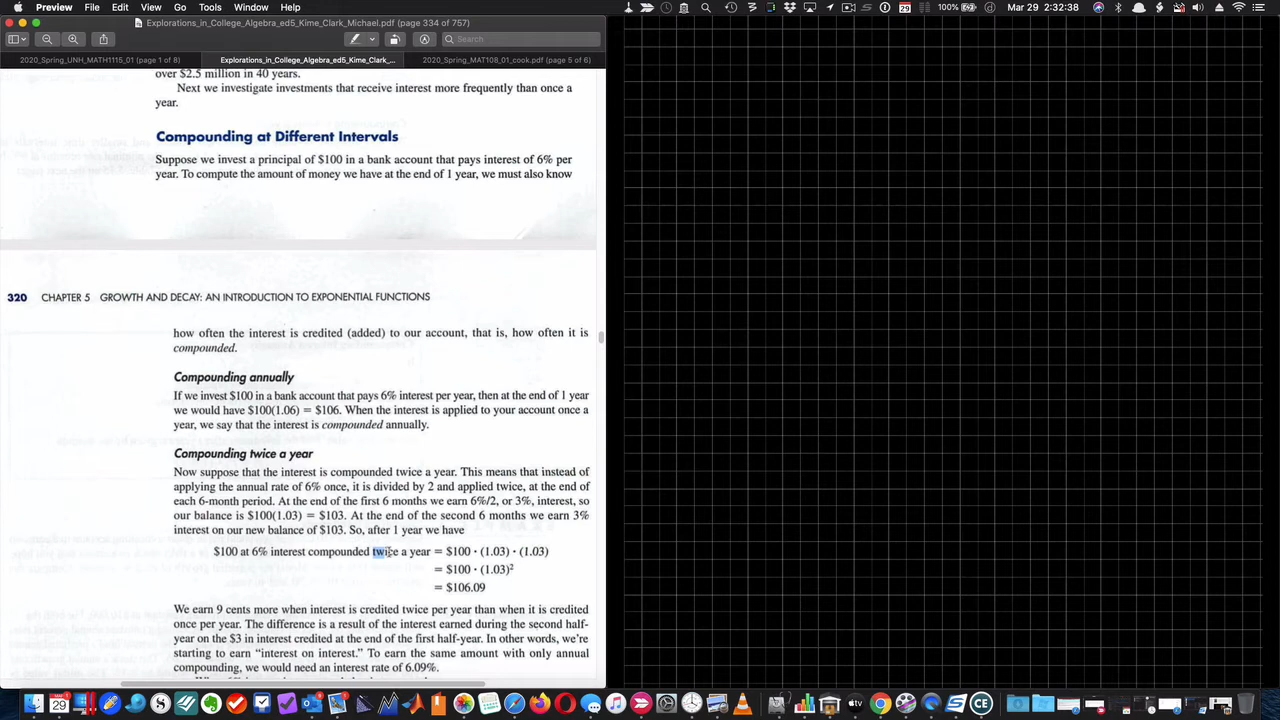 Preview File Edit View Go Tools Window Help
100% Mar 29 2:32:38
Explorations_in_College_Algebra_ed5_Kime_Clark_Michael.pdf (page 334 of 757)
Search
2020_Spring_UNH_MATH1115_01 (page 1 of 8) Explorations_in_College_Algebra_ed5_Kime_Clark_... 2020_Spring_MAT108_01_cook.pdf (page 5 of 6)
over $2.5 million in 40 years.
Next we investigate investments that receive interest more frequently than once a
year.
Compounding at Different Intervals
Suppose we invest a principal of $100 in a bank account that pays interest of 6% per
year. To compute the amount of money we have at the end of 1 year, we must also know
320 CHAPTER 5 GROWTH AND DECAY: AN INTRODUCTION TO EXPONENTIAL FUNCTIONS
how often the interest is credited (added) to our account, that is, how often it is
compounded.
Compounding annually
If we invest $100 in a bank account that pays 6% interest per year, then at the end of 1 year
we would have $100(1.06) = $106. When the interest is applied to your account once a
year, we say that the interest is compounded annually.
Compounding twice a year
Now suppose that the interest is compounded twice a year. This means that instead of
applying the annual rate of 6% once, it is divided by 2 and applied twice, at the end of
each 6-month period. At the end of the first 6 months we earn 6%/2, or 3%, interest, so
our balance is $100(1.03) = $103. At the end of the second 6 months we earn 3%
interest on our new balance of $103. So, after 1 year we have
$100 at 6% interest compounded twice a year = $100 · (1.03) · (1.03)
= $100 · (1.03)²
= $106.09
We earn 9 cents more when interest is credited twice per year than when it is credited
once per year. The difference is a result of the interest earned during the second half-
year on the $3 in interest credited at the end of the first half-year. In other words, we're
starting to earn "interest on interest." To earn the same amount with only annual
compounding, we would need an interest rate of 6.09%.